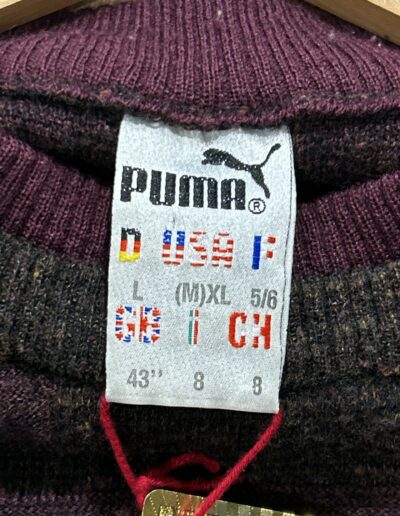 PUMA®
D USA F
L (M)XL 5/6
GB I CH
43" 8 8